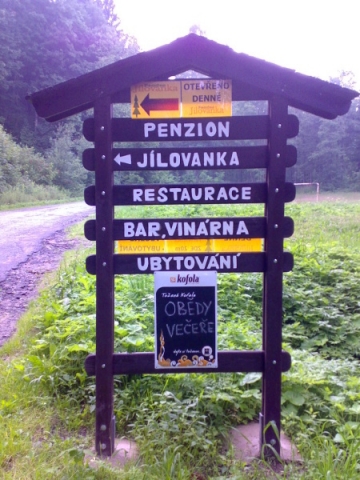 OTEVŘENO
DENNĚ
PENZION
JÍLOVANKA
RESTAURACE
BAR, VINÁRNA
UBYTOVÁNÍ
kofola
OBĚDY
VEČEŘE